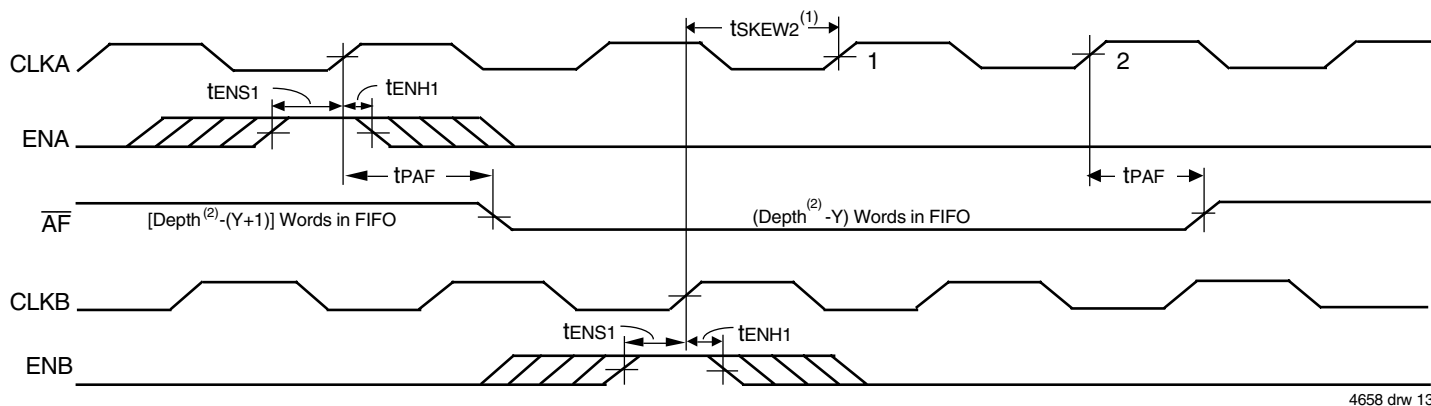 tSKEW2(1)
CLKA
1
2
tENS1
tENH1
ENA
tPAF
tPAF
AF
[Depth(2)-(Y+1)] Words in FIFO
(Depth(2) -Y) Words in FIFO
CLKB
tENS1
tENH1
ENB
4658 drw 13